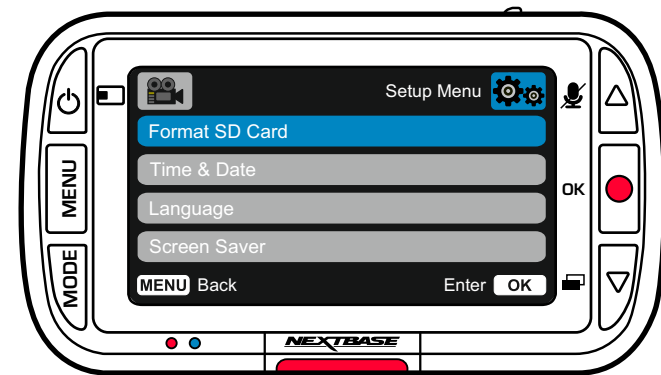 Setup Menu
Format SD Card
Time & Date
Language
Screen Saver
MENU Back
Enter OK
MENU
MODE
OK
NEXTBASE